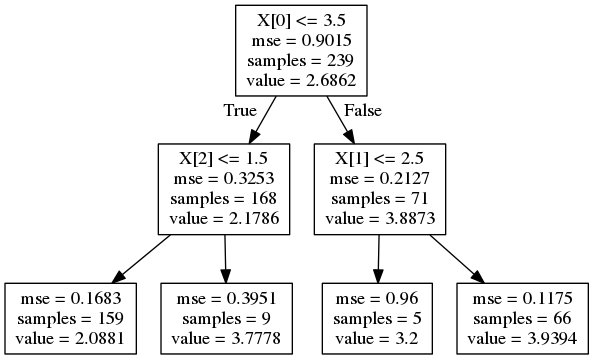 X[0] <= 3.5
mse = 0.9015
samples = 239
value = 2.6862
True
False
X[2] <= 1.5
mse = 0.3253
samples = 168
value = 2.1786
X[1] <= 2.5
mse = 0.2127
samples = 71
value = 3.8873
mse = 0.1683
samples = 159
value = 2.0881
mse = 0.3951
samples = 9
value = 3.7778
mse = 0.96
samples = 5
value = 3.2
mse = 0.1175
samples = 66
value = 3.9394